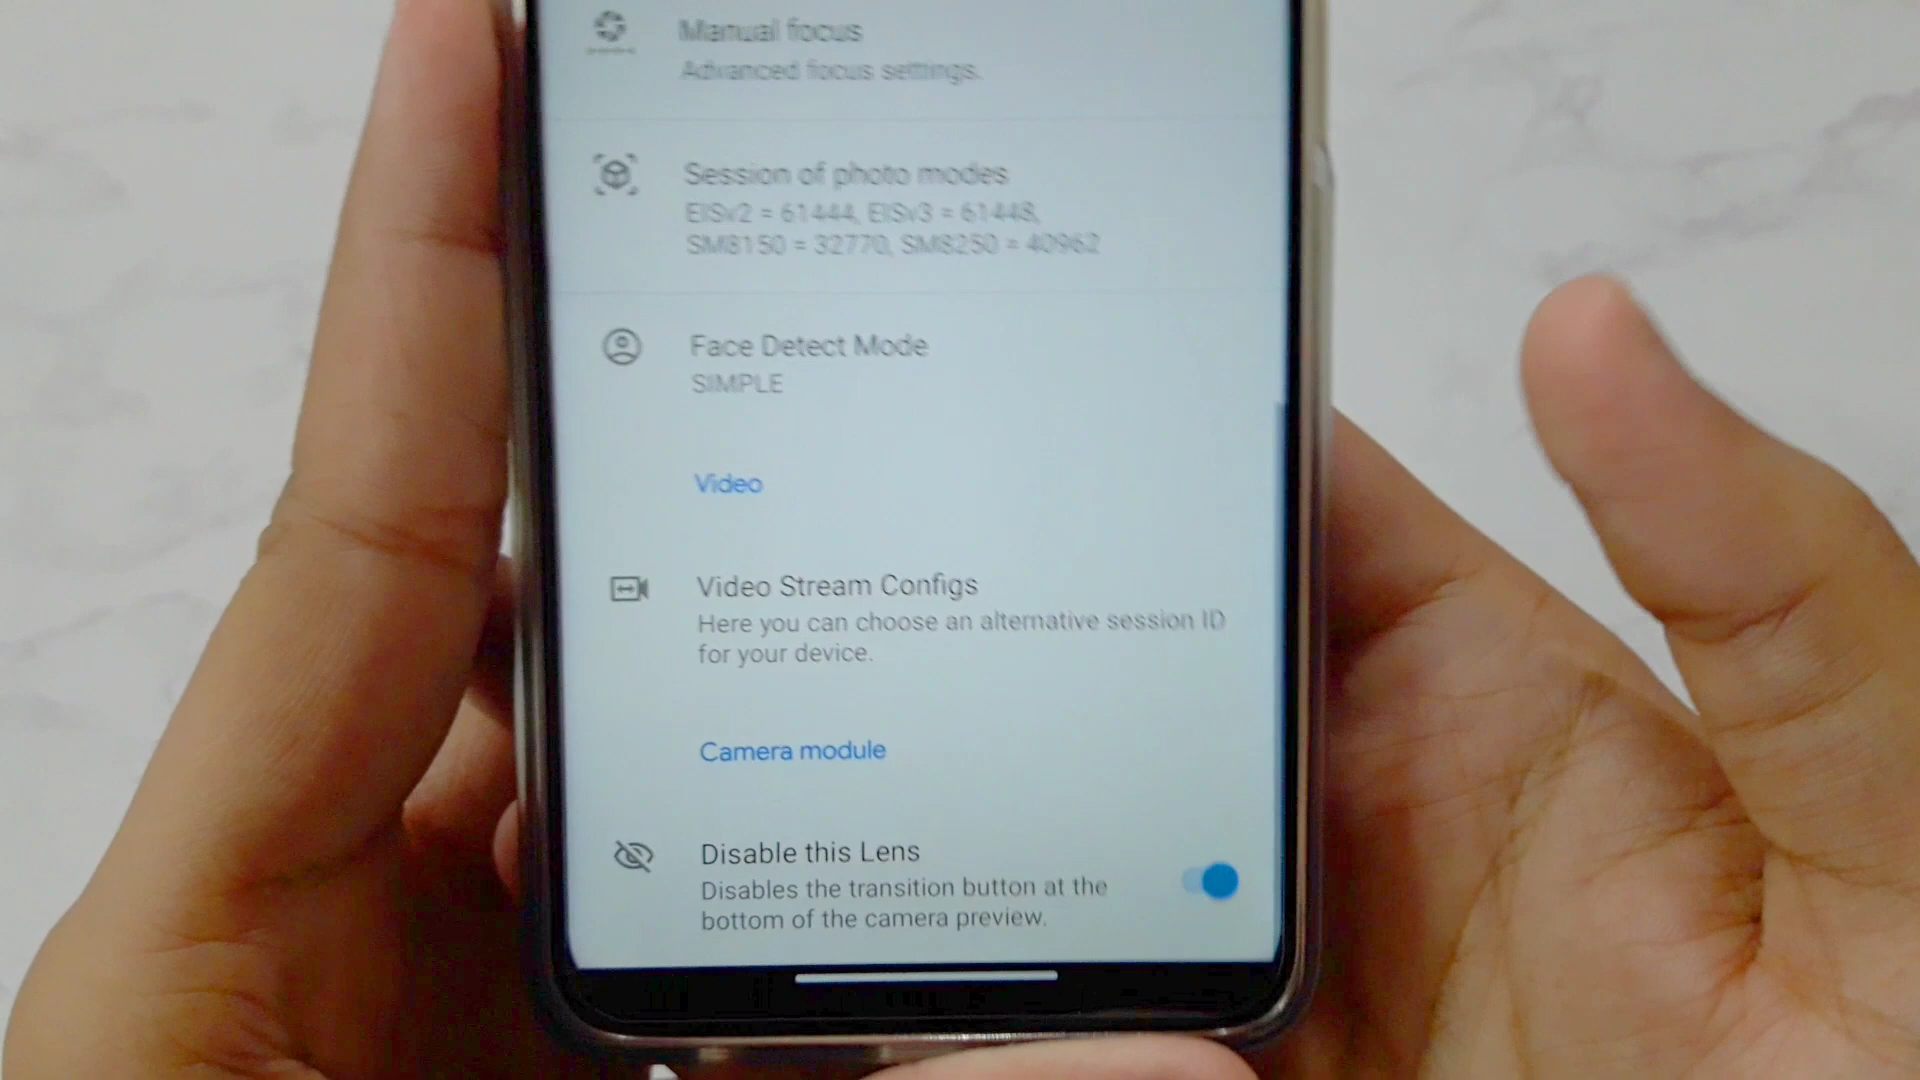 Manual focus
Advanced focus settings.
Session of photo modes
EISv2 = 61444, EISv3 = 61448,
SM8150 = 32770, SM8250 = 40962
Face Detect Mode
SIMPLE
Video
Video Stream Configs
Here you can choose an alternative session ID
for your device.
Camera module
Disable this Lens
Disables the transition button at the
bottom of the camera preview.